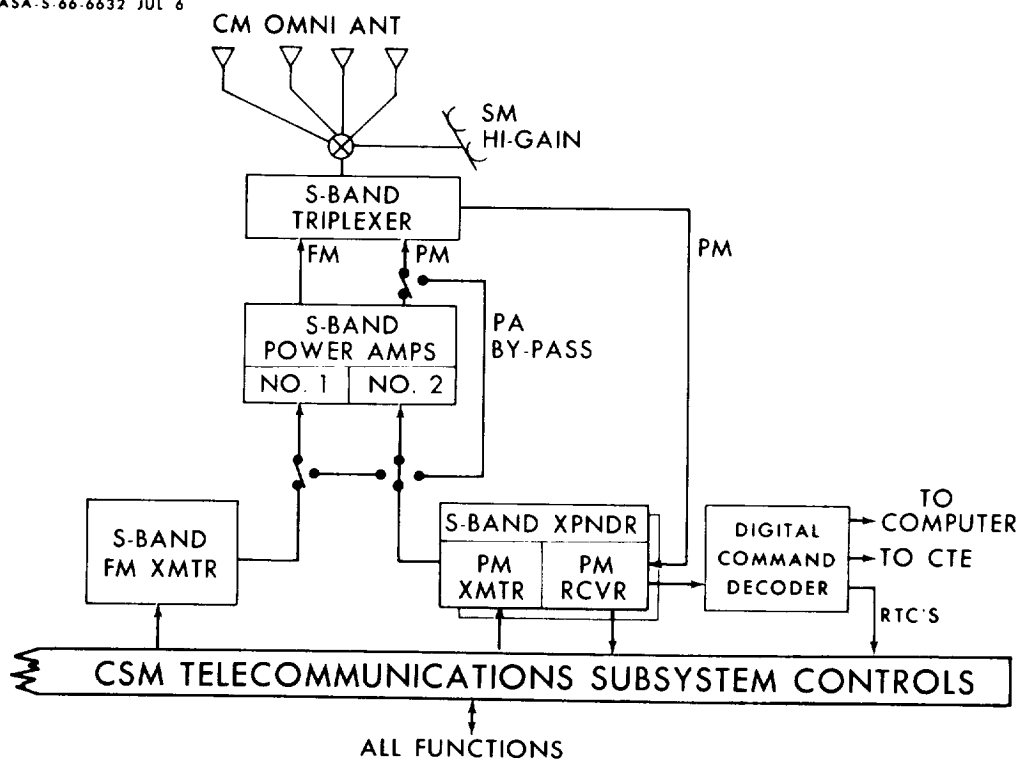 ASA-S-66-6632 JUL 6
CM OMNI ANT
SM
HI-GAIN
S-BAND
TRIPLEXER
FM
PM
PM
S-BAND
POWER AMPS
NO. 1
NO. 2
PA
BY-PASS
S-BAND
FM XMTR
S-BAND XPNDR
PM
XMTR
PM
RCVR
DIGITAL
COMMAND
DECODER
TO
COMPUTER
TO CTE
RTC'S
CSM TELECOMMUNICATIONS SUBSYSTEM CONTROLS
ALL FUNCTIONS